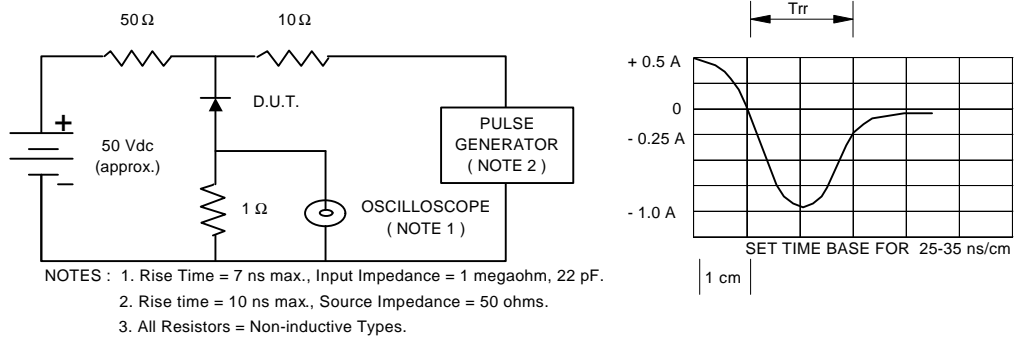 50 Ω
10 Ω
D.U.T.
+
50 Vdc
(approx.)
−
1 Ω
PULSE
GENERATOR
( NOTE 2 )
OSCILLOSCOPE
( NOTE 1 )
NOTES : 1. Rise Time = 7 ns max., Input Impedance = 1 megaohm, 22 pF.
2. Rise time = 10 ns max., Source Impedance = 50 ohms.
3. All Resistors = Non-inductive Types.
Trr
+ 0.5 A
0
- 0.25 A
- 1.0 A
SET TIME BASE FOR 25-35 ns/cm
1 cm